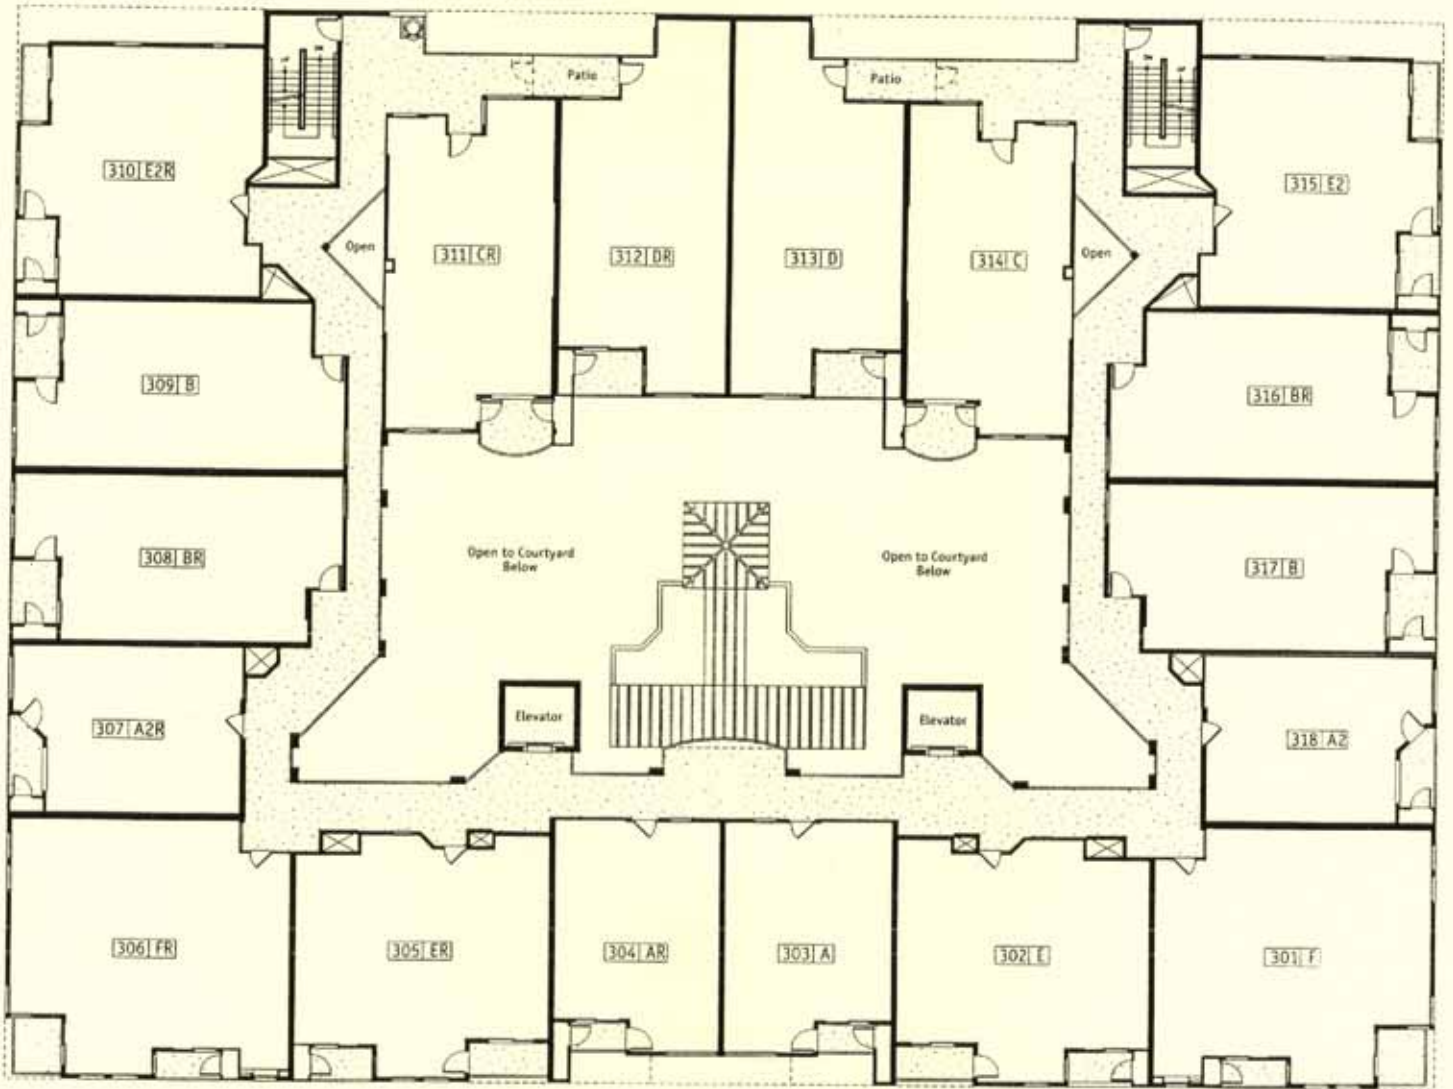 Patio
Patio
310 E2R
315 E2
Open
311 CR
312 DR
313 D
314 C
Open
309 B
316 BR
308 BR
Open to Courtyard
Below
Open to Courtyard
Below
317 B
307 A2R
Elevator
Elevator
318 A2
306 FR
305 ER
304 AR
303 A
302 E
301 F